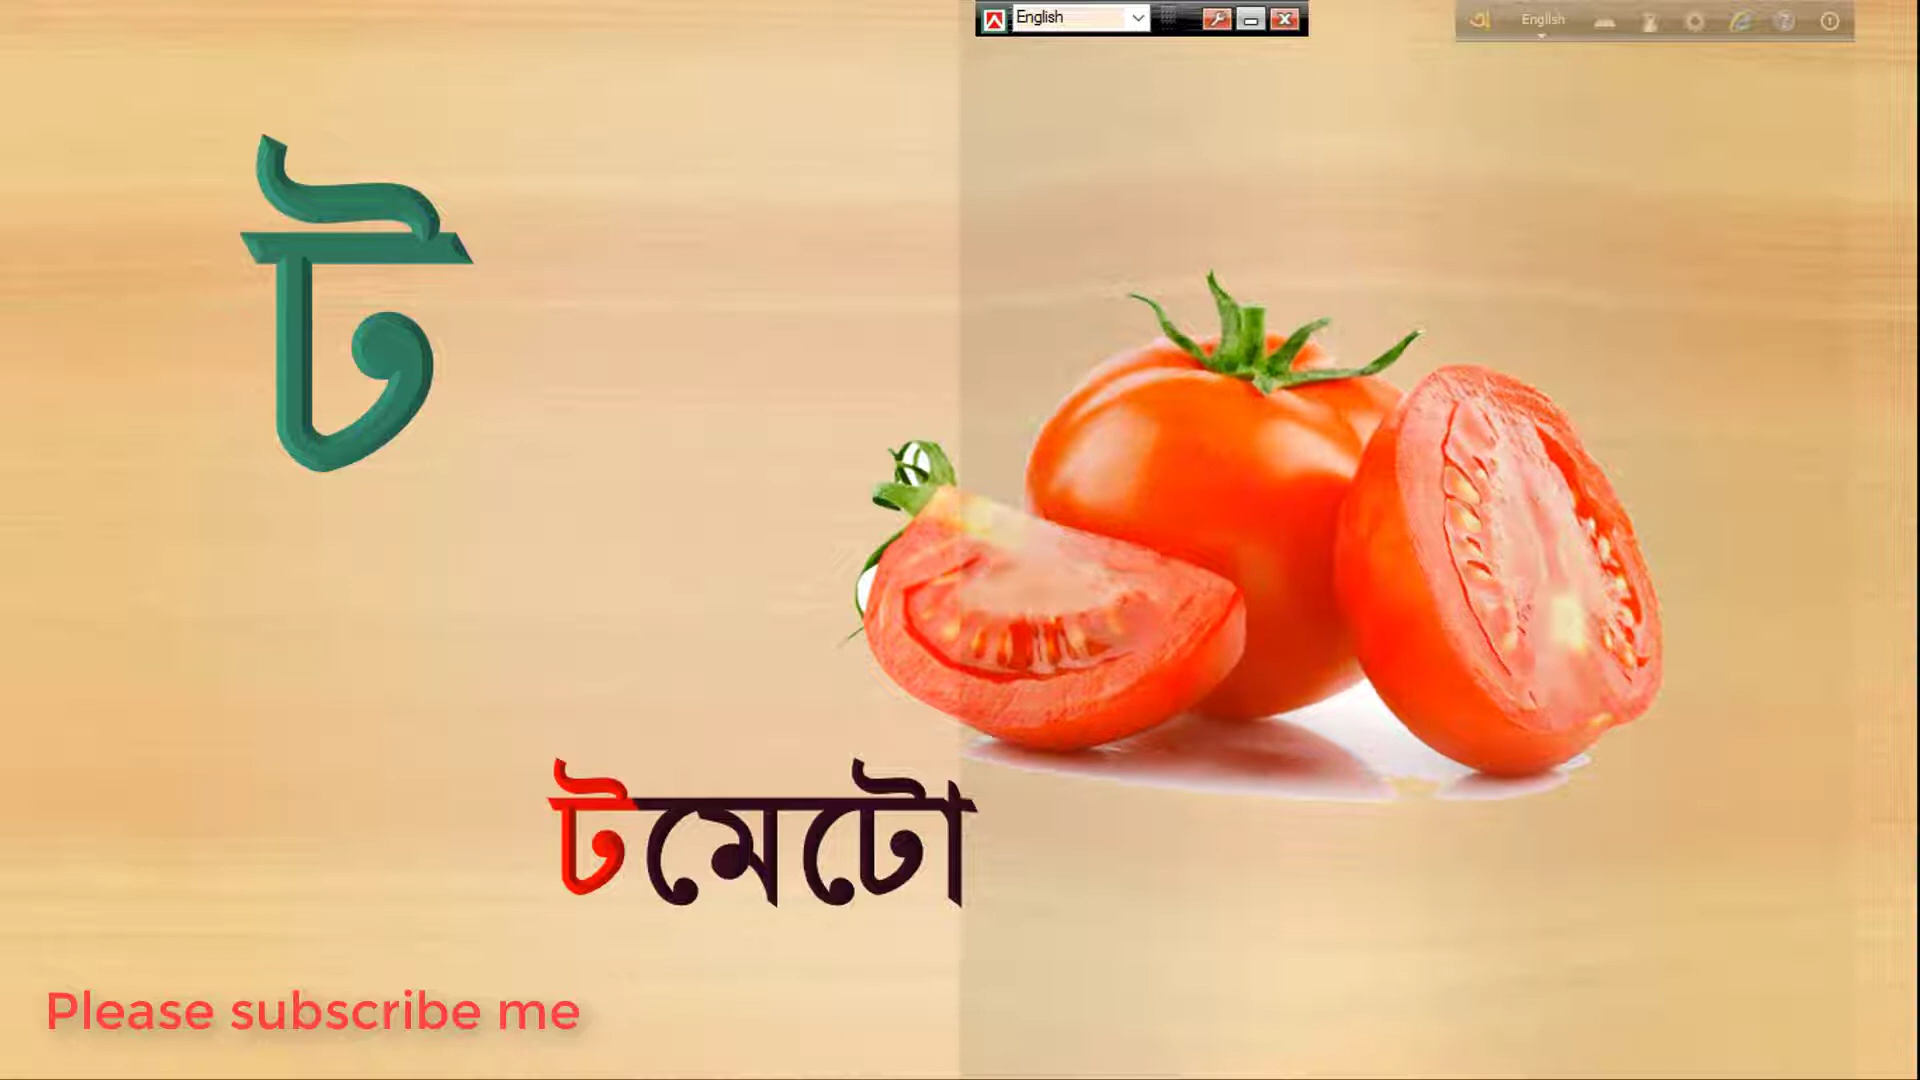 English
English
ট
টমেটো
Please subscribe me